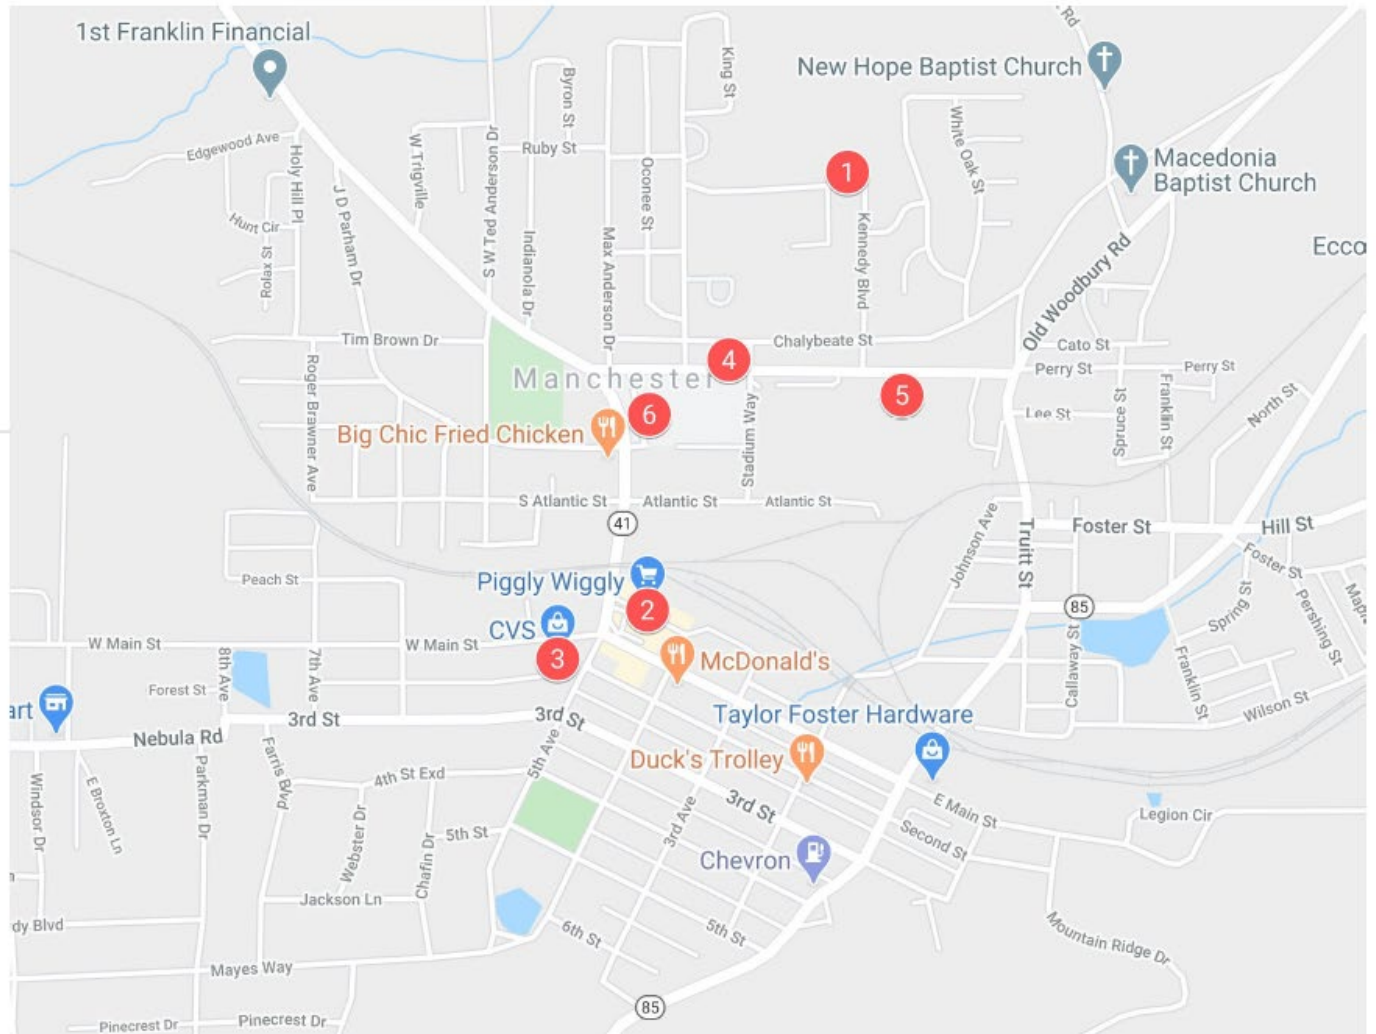 1st Franklin Financial
New Hope Baptist Church
Macedonia
Baptist Church
Edgewood Ave
Holy Hill Pl
Hunt Cir
Rolax St
J D Parham Dr
W Trigville
S W Ted Anderson Dr
Byron St
Ruby St
Indianola Dr
Max Anderson Dr
Oconee St
King St
1
Kennedy Blvd
White Oak St
Old Woodbury Rd
Rd
Tim Brown Dr
Roger Brawner Ave
Chalybeate St
Cato St
Perry St
Perry St
Lee St
Spruce St
Franklin St
North St
4
5
6
Manchester
Big Chic Fried Chicken
Stadium Way
S Atlantic St
Atlantic St
Atlantic St
41
Johnson Ave
Truitt St
Foster St
Hill St
Foster St
Piggly Wiggly
2
CVS
3
Peach St
W Main St
W Main St
8th Ave
7th Ave
Forest St
3rd St
Nebula Rd
3rd St
McDonald's
85
Callaway St
Spring St
Pershing St
Franklin St
Wilson St
Taylor Foster Hardware
Duck's Trolley
Windsor Dr
E Broxton Ln
Parkman Dr
Farris Blvd
4th St Exd
5th Ave
Webster Dr
Chafin Dr
5th St
Jackson Ln
3rd Ave
3rd St
Chevron
E Main St
Second St
Legion Cir
Mountain Ridge Dr
5th St
6th St
Mayes Way
85
Pinecrest Dr
Pinecrest Dr